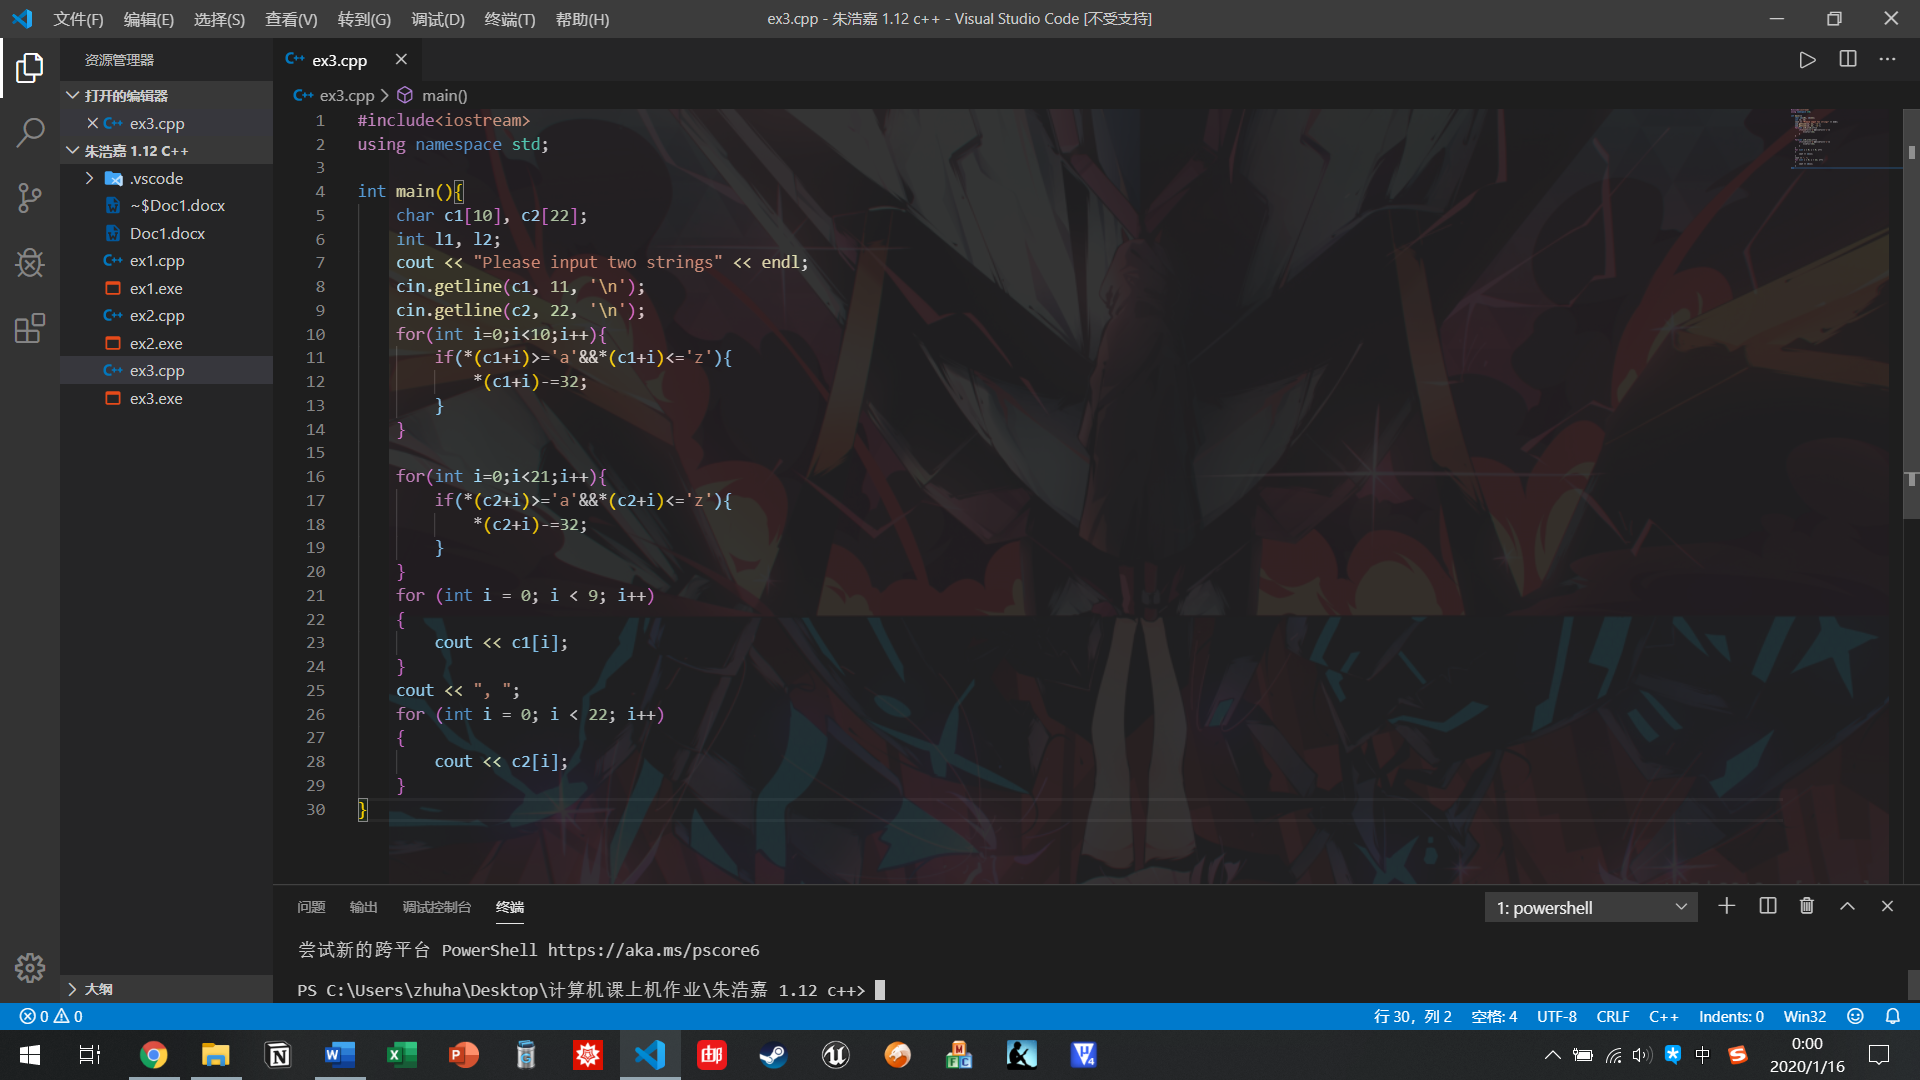 文件(F) 编辑(E) 选择(S) 查看(V) 转到(G) 调试(D) 终端(T) 帮助(H) ex3.cpp - 朱浩嘉 1.12 c++ - Visual Studio Code [不受支持]
资源管理器
打开的编辑器
ex3.cpp
朱浩嘉 1.12 C++
.vscode
~$Doc1.docx
Doc1.docx
ex1.cpp
ex1.exe
ex2.cpp
ex2.exe
ex3.cpp
ex3.exe
大纲
ex3.cpp
ex3.cpp > main()
1 #include<iostream>
2 using namespace std;
3
4 int main(){
5 char c1[10], c2[22];
6 int l1, l2;
7 cout << "Please input two strings" << endl;
8 cin.getline(c1, 11, '\n');
9 cin.getline(c2, 22, '\n');
10 for(int i=0;i<10;i++){
11 if(*(c1+i)>='a'&&*(c1+i)<='z'){
12 *(c1+i)-=32;
13 }
14 }
15
16 for(int i=0;i<21;i++){
17 if(*(c2+i)>='a'&&*(c2+i)<='z'){
18 *(c2+i)-=32;
19 }
20 }
21 for (int i = 0; i < 9; i++)
22 {
23 cout << c1[i];
24 }
25 cout << ", ";
26 for (int i = 0; i < 22; i++)
27 {
28 cout << c2[i];
29 }
30 }
问题 输出 调试控制台 终端 1: powershell
尝试新的跨平台 PowerShell https://aka.ms/pscore6
PS C:\Users\zhuha\Desktop\计算机课上机作业\朱浩嘉 1.12 c++>
0 0 行 30，列 2 空格: 4 UTF-8 CRLF C++ Indents: 0 Win32
中 0:00
2020/1/16